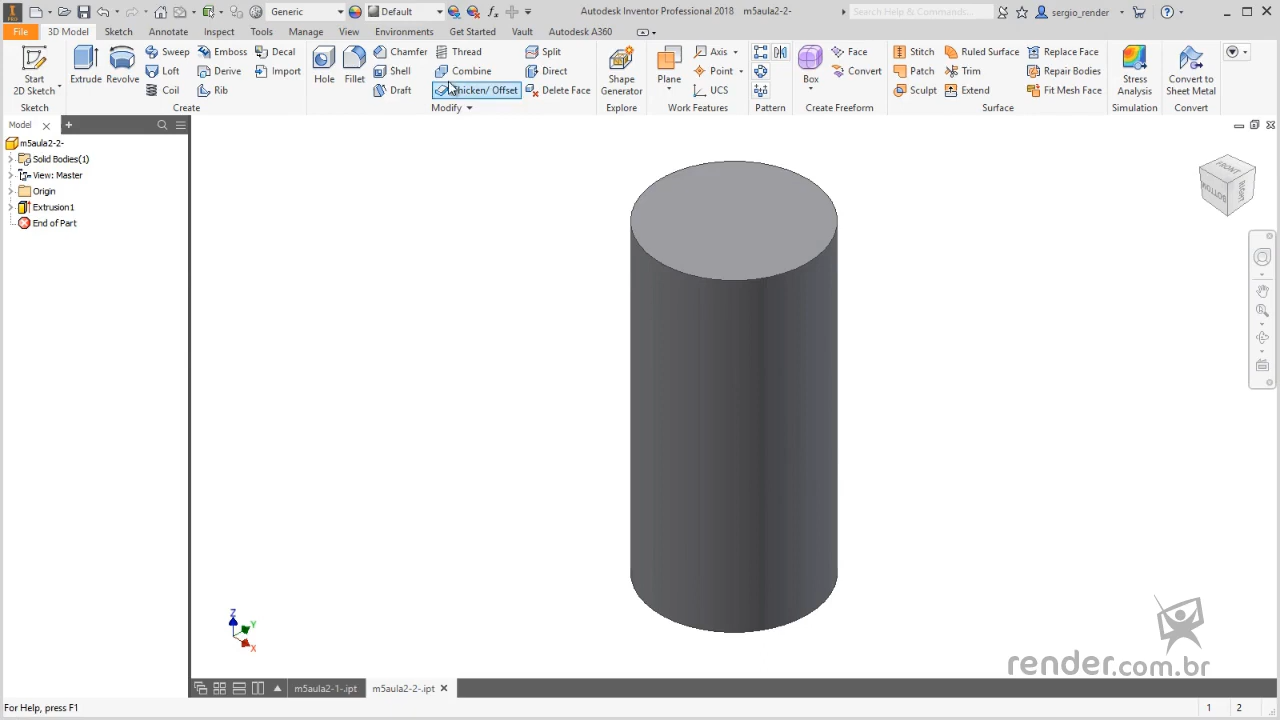 Generic
Default
Autodesk Inventor Professional 2018 m5aula2-2-
Search Help & Commands...
sergio_render
File 3D Model Sketch Annotate Inspect Tools Manage View Environments Get Started Vault Autodesk A360
Start 2D Sketch
Sketch
Extrude Revolve Sweep Loft Coil Emboss Derive Rib Decal Import
Create
Hole Fillet Chamfer Shell Draft Thread Combine Thicken/ Offset Split Direct Delete Face
Modify
Shape Generator
Explore
Plane Axis Point UCS
Work Features
Pattern
Box Face Convert
Create Freeform
Stitch Patch Sculpt Ruled Surface Trim Extend Replace Face Repair Bodies Fit Mesh Face
Surface
Stress Analysis
Simulation
Convert to Sheet Metal
Convert
Model
m5aula2-2-
Solid Bodies(1)
View: Master
Origin
Extrusion1
End of Part
FRONT
RIGHT
BOTTOM
Z
Y
X
render.com.br
m5aula2-1-.ipt m5aula2-2-.ipt
For Help, press F1
1 2